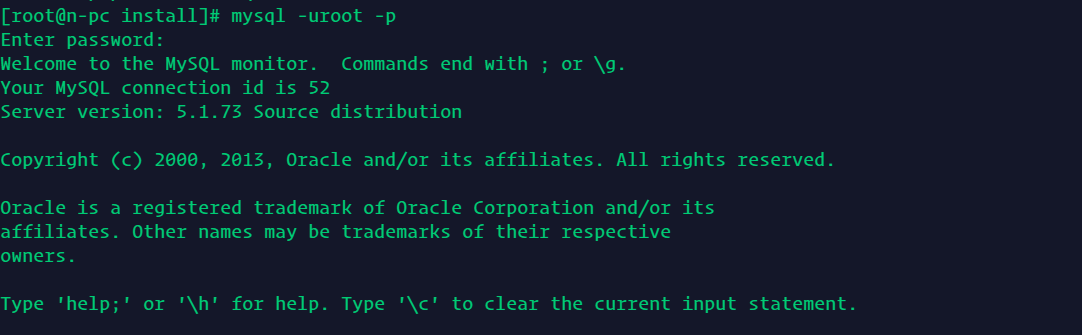 [root@n-pc install]# mysql -uroot -p
Enter password:
Welcome to the MySQL monitor.  Commands end with ; or \g.
Your MySQL connection id is 52
Server version: 5.1.73 Source distribution
Copyright (c) 2000, 2013, Oracle and/or its affiliates. All rights reserved.
Oracle is a registered trademark of Oracle Corporation and/or its
affiliates. Other names may be trademarks of their respective
owners.
Type 'help;' or '\h' for help. Type '\c' to clear the current input statement.